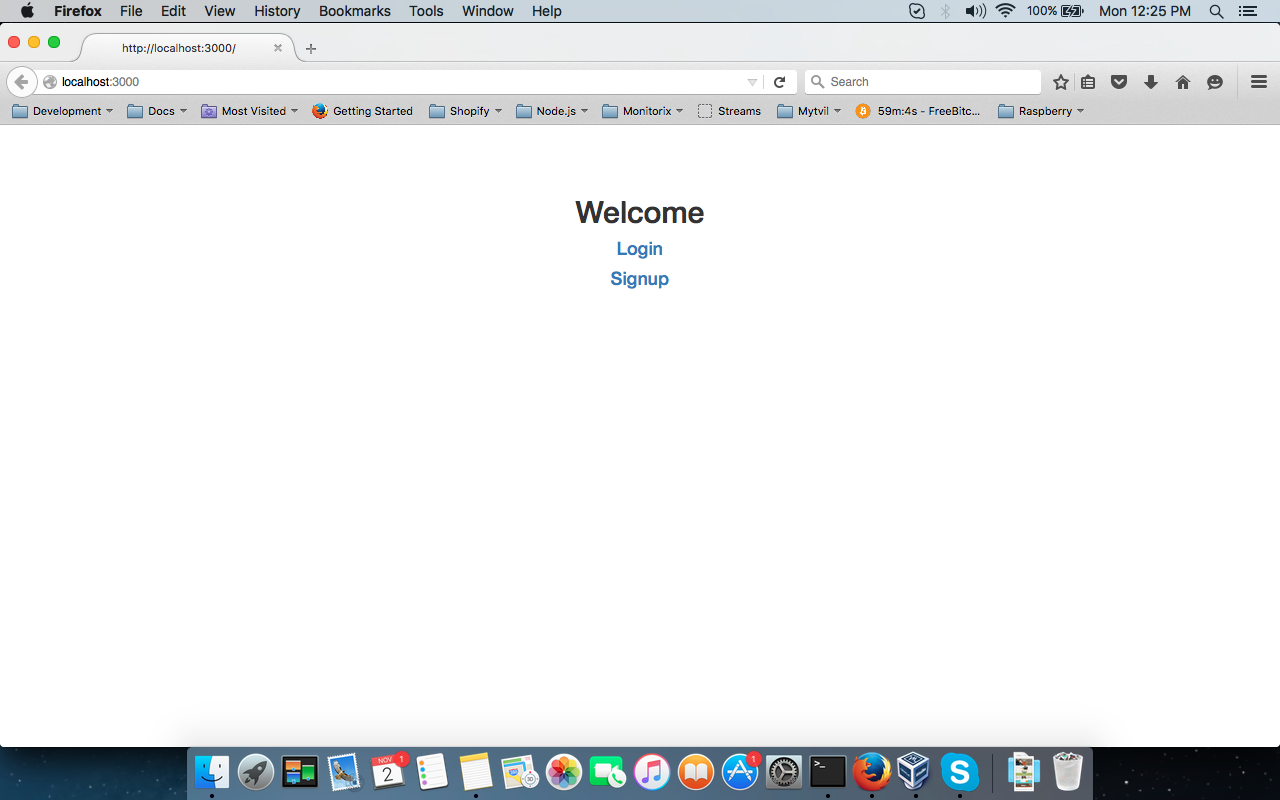 Firefox File Edit View History Bookmarks Tools Window Help 100% Mon 12:25 PM
http://localhost:3000/
localhost:3000 Search
Development Docs Most Visited Getting Started Shopify Node.js Monitorix Streams Mytvil 59m:4s - FreeBitc... Raspberry
Welcome
Login
Signup
NOV 1 1
2 30 >_ S